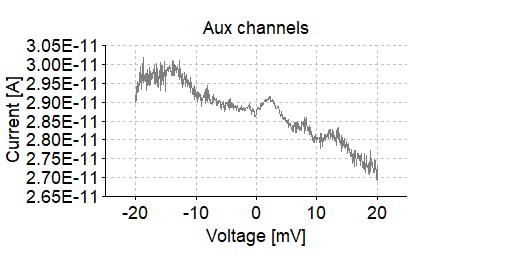 Aux channels
3.05E-11
3.00E-11
2.95E-11
2.90E-11
2.85E-11
2.80E-11
2.75E-11
2.70E-11
2.65E-11
Current [A]
-20 -10 0 10 20
Voltage [mV]